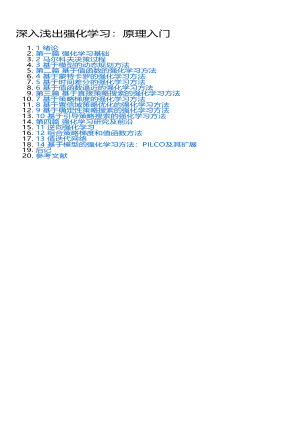 深入浅出强化学习：原理入门
1. 1 绪论
2. 第一篇 强化学习基础
3. 2 马尔科夫决策过程
4. 3 基于模型的动态规划方法
5. 第二篇 基于值函数的强化学习方法
6. 4 基于蒙特卡罗的强化学习方法
7. 5 基于时间差分的强化学习方法
8. 6 基于值函数逼近的强化学习方法
9. 第三篇 基于直接策略搜索的强化学习方法
10. 7 基于策略梯度的强化学习方法
11. 8 基于置信域策略优化的强化学习方法
12. 9 基于确定性策略搜索的强化学习方法
13. 10 基于引导策略搜索的强化学习方法
14. 第四篇 强化学习研究及前沿
15. 11 逆向强化学习
16. 12 组合策略梯度和值函数方法
17. 13 值迭代网络
18. 14 基于模型的强化学习方法：PILCO及其扩展
19. 后记
20. 参考文献